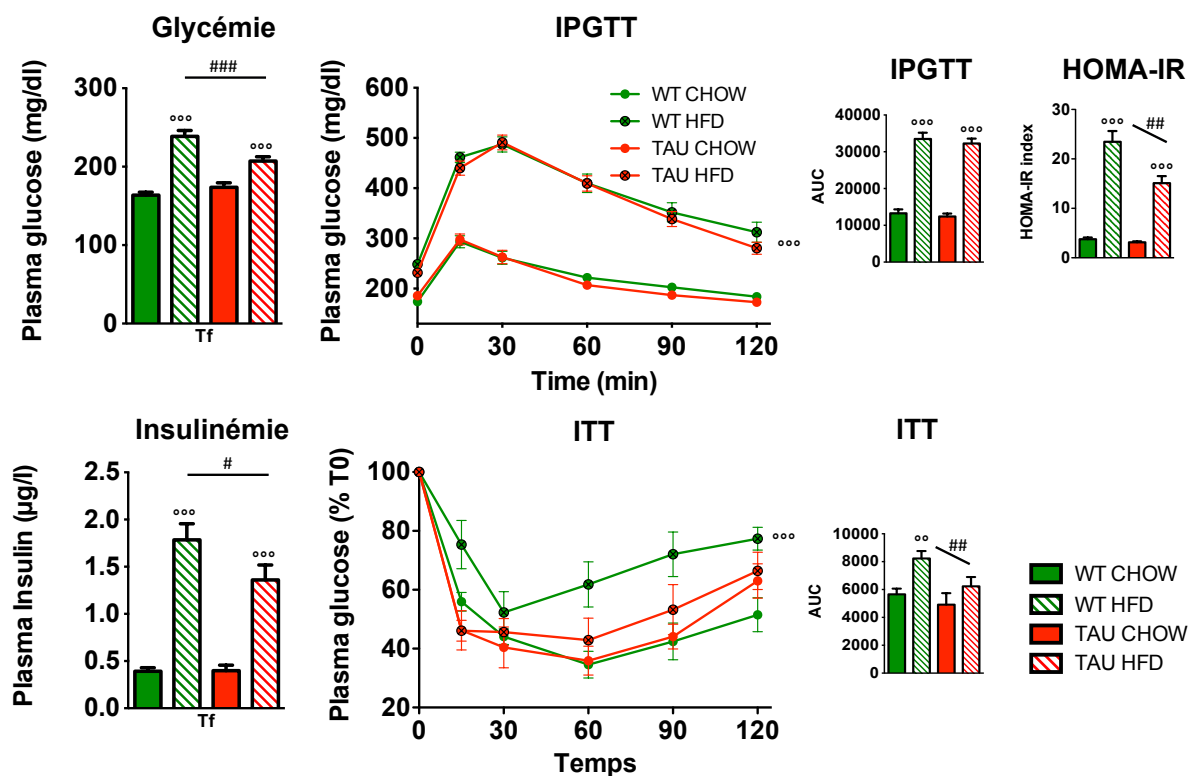 Glycémie
Plasma glucose (mg/dl)
300
200
100
0
°°°
###
°°°
Tf
IPGTT
Plasma glucose (mg/dl)
600
500
400
300
200
0
30
60
90
120
Time (min)
WT CHOW
WT HFD
TAU CHOW
TAU HFD
°°°
IPGTT
AUC
40000
30000
20000
10000
0
°°°
°°°
HOMA-IR
HOMA-IR index
30
20
10
0
°°°
##
°°°
Insulinémie
Plasma Insulin (µg/l)
2.5
2.0
1.5
1.0
0.5
0.0
°°°
#
°°°
Tf
ITT
Plasma glucose (% T0)
100
80
60
40
20
0
30
60
90
120
Temps
°°°
ITT
AUC
10000
8000
6000
4000
2000
0
°°
##
WT CHOW
WT HFD
TAU CHOW
TAU HFD